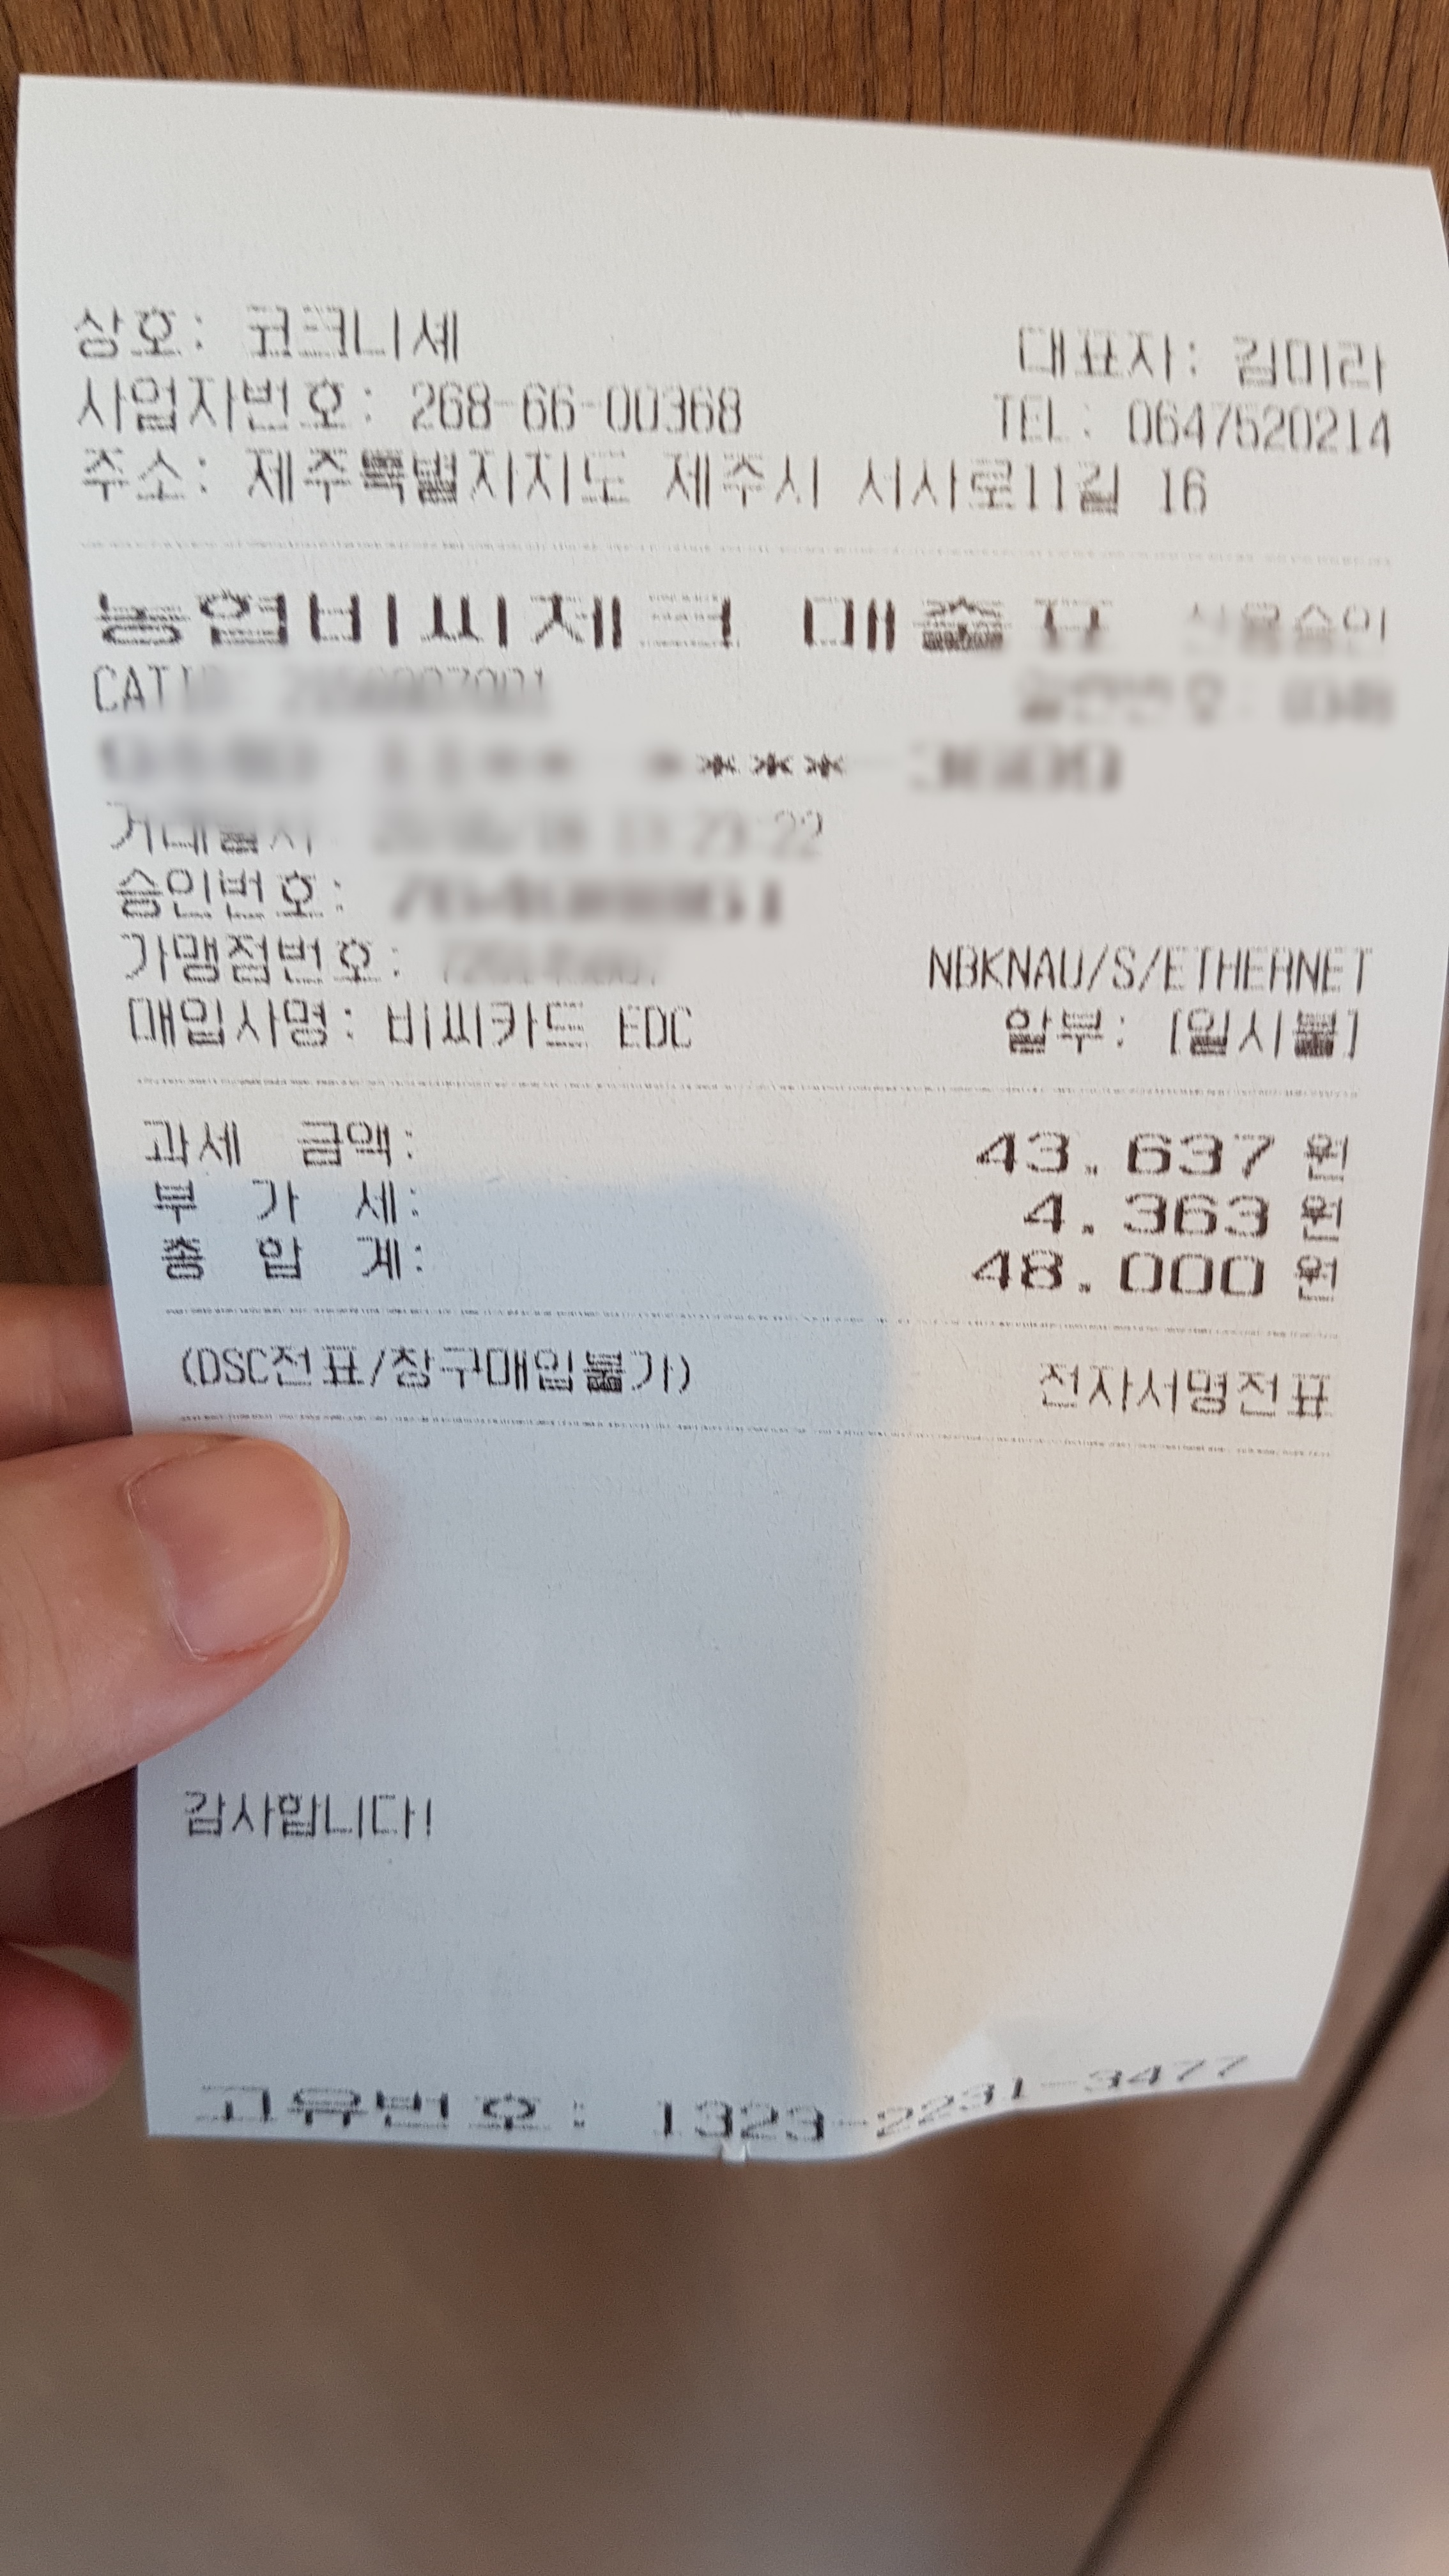 상호: 코코니세 대표자: 김미라
사업자번호: 268-66-00368 TEL: 0647520214
주소: 제주특별자치도 제주시 서사로11길 16
농협비씨체크 매출표 신용승인
CATID
****
거래일시
승인번호:
가맹점번호: NBKNAU/S/ETHERNET
매입사명: 비씨카드 EDC 할부: [일시불]
과세 금액: 43.637 원
부 가 세: 4.363 원
총 합 계: 48.000 원
(DSC전표/창구매입불가) 전자서명전표
감사합니다!
고유번호: 1323-2231-3477